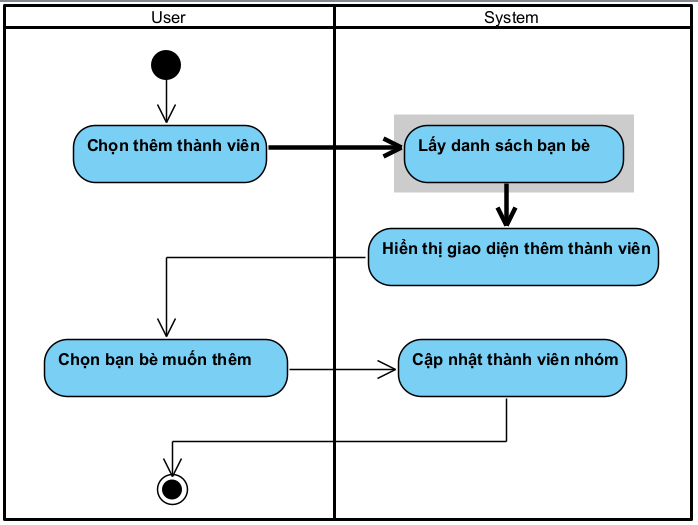 User
System
Chọn thêm thành viên
Lấy danh sách bạn bè
Hiển thị giao diện thêm thành viên
Chọn bạn bè muốn thêm
Cập nhật thành viên nhóm